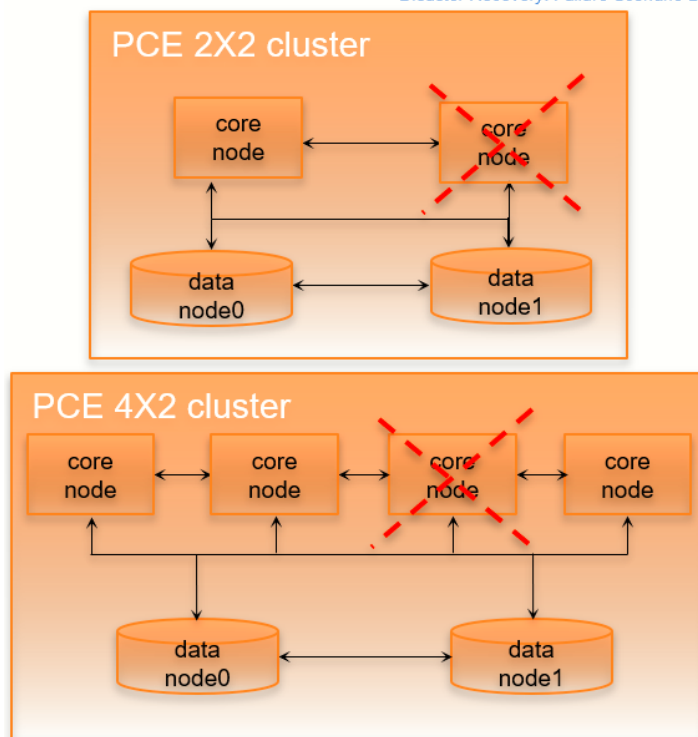 PCE 2X2 cluster
core
node
core
node
data
node0
data
node1
PCE 4X2 cluster
core
node
core
node
core
node
core
node
data
node0
data
node1